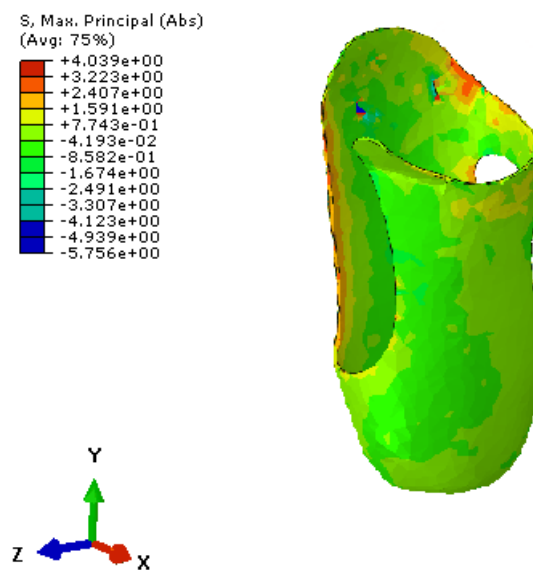 S, Max. Principal (Abs)
(Avg: 75%)
+4.039e+00
+3.223e+00
+2.407e+00
+1.591e+00
+7.743e-01
-4.193e-02
-8.582e-01
-1.674e+00
-2.491e+00
-3.307e+00
-4.123e+00
-4.939e+00
-5.756e+00
Y
Z
X